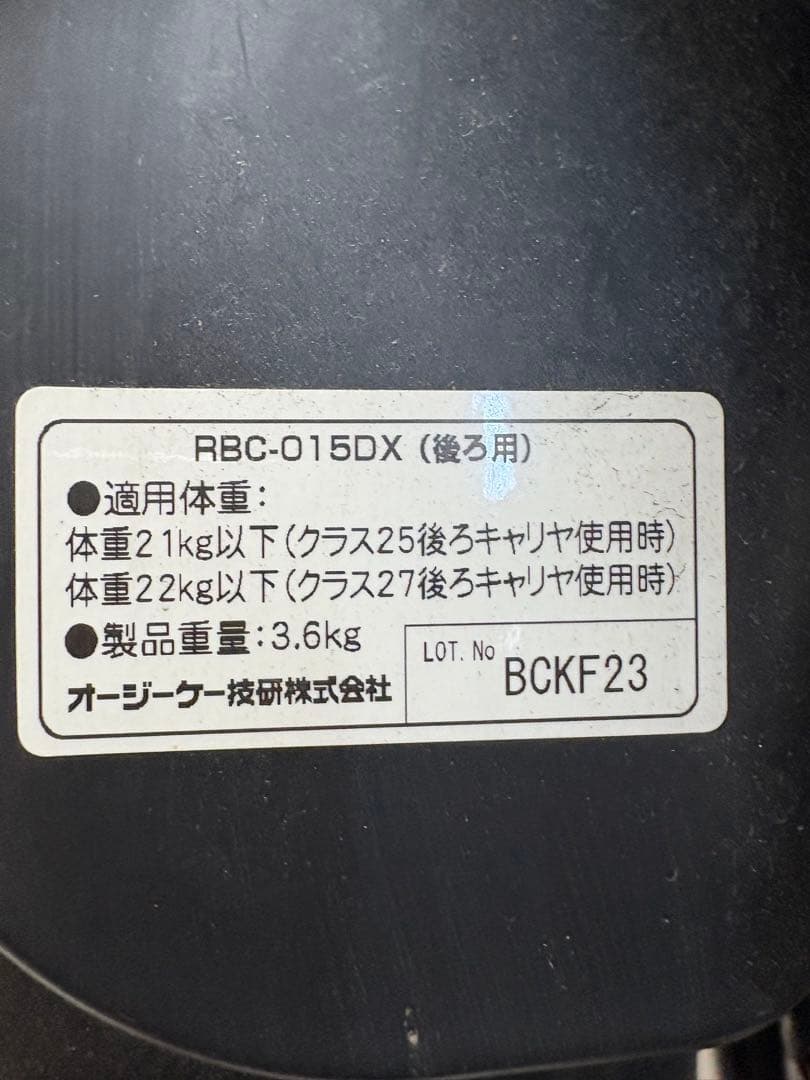 RBC-015DX（後ろ用）
●適用体重：
体重21kg以下（クラス25後ろキャリヤ使用時）
体重22kg以下（クラス27後ろキャリヤ使用時）
●製品重量：3.6kg
オージーケー技研株式会社
LOT. No BCKF23